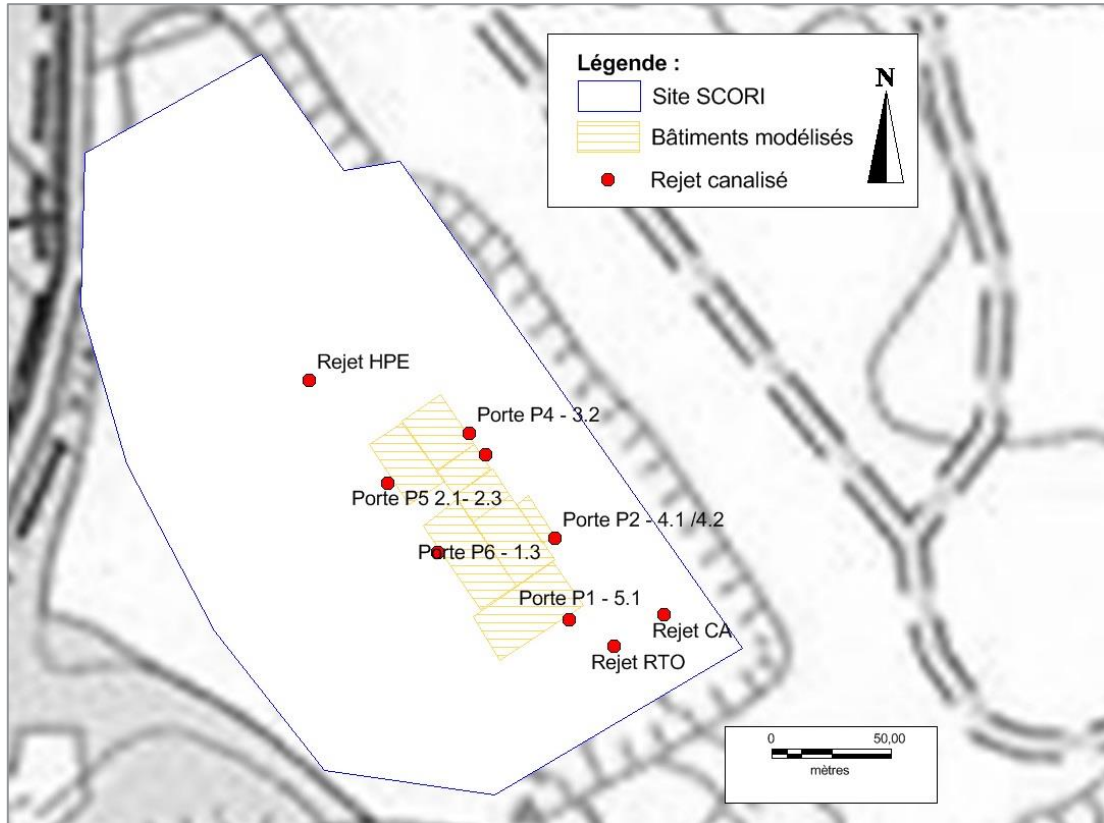 Légende :
N
Site SCORI
Bâtiments modélisés
Rejet canalisé
Rejet HPE
Porte P4 - 3.2
Porte P5 2.1- 2.3
Porte P2 - 4.1 /4.2
Porte P6 - 1.3
Porte P1 - 5.1
Rejet CA
Rejet RTO
0 50,00
mètres